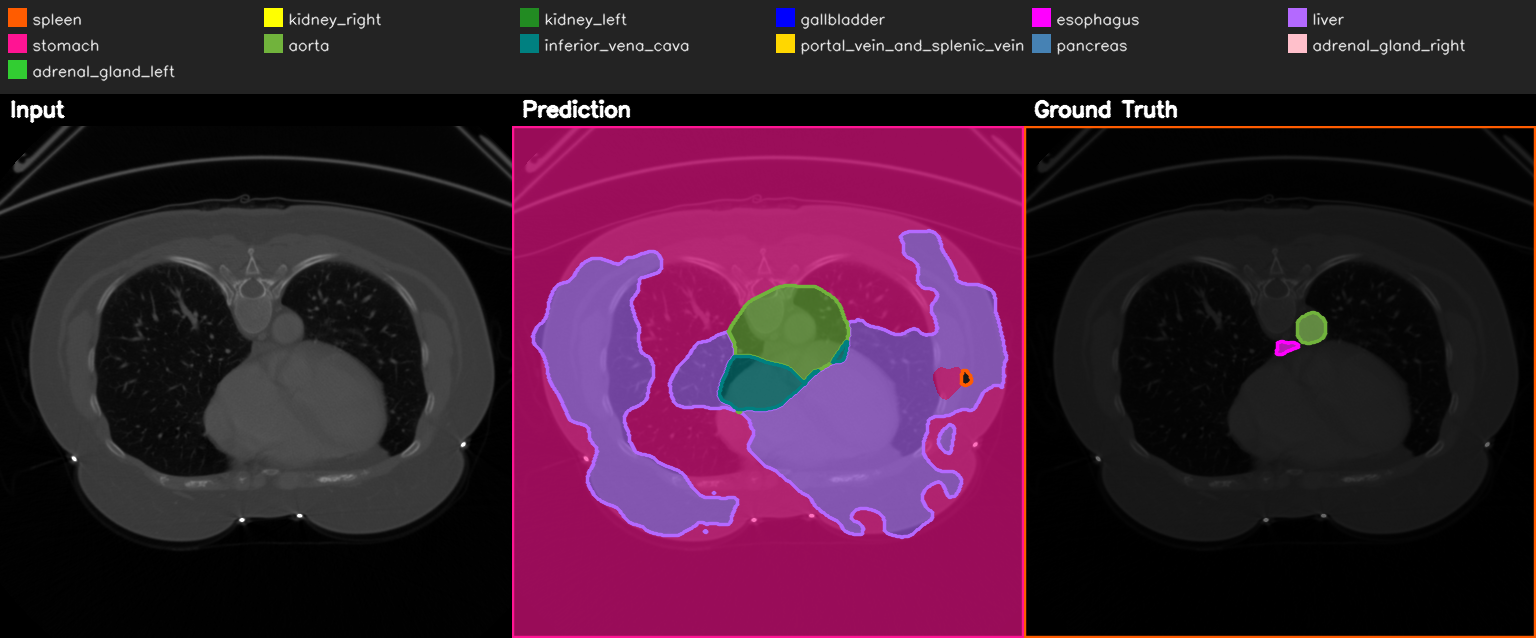 spleen kidney_right kidney_left gallbladder esophagus liver
stomach aorta inferior_vena_cava portal_vein_and_splenic_vein pancreas adrenal_gland_right
adrenal_gland_left
Input Prediction Ground Truth